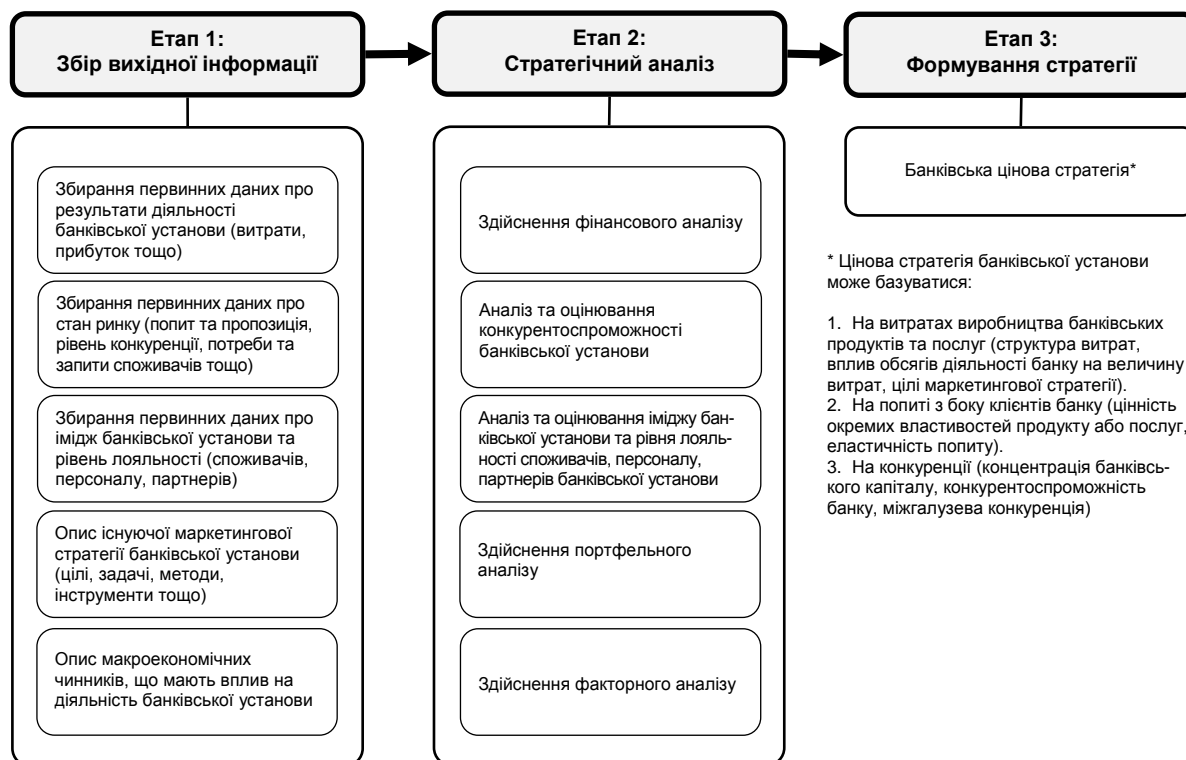 Етап 1:
Збір вихідної інформації
Етап 2:
Стратегічний аналіз
Етап 3:
Формування стратегії
Збирання первинних даних про
результати діяльності
банківської установи (витрати,
прибуток тощо)
Збирання первинних даних про
стан ринку (попит та пропозиція,
рівень конкуренції, потреби та
запити споживачів тощо)
Збирання первинних даних про
імідж банківської установи та
рівень лояльності (споживачів,
персоналу, партнерів)
Опис існуючої маркетингової
стратегії банківської установи
(цілі, задачі, методи,
інструменти тощо)
Опис макроекономічних
чинників, що мають вплив на
діяльність банківської установи
Здійснення фінансового аналізу
Аналіз та оцінювання
конкурентоспроможності
банківської установи
Аналіз та оцінювання іміджу бан-
ківської установи та рівня лояль-
ності споживачів, персоналу,
партнерів банківської установи
Здійснення портфельного
аналізу
Здійснення факторного аналізу
Банківська цінова стратегія*
* Цінова стратегія банківської установи
може базуватися:
1. На витратах виробництва банківських
продуктів та послуг (структура витрат,
вплив обсягів діяльності банку на величину
витрат, цілі маркетингової стратегії).
2. На попиті з боку клієнтів банку (цінність
окремих властивостей продукту або послуг,
еластичність попиту).
3. На конкуренції (концентрація банківсь-
кого капіталу, конкурентоспроможність
банку, міжгалузева конкуренція)